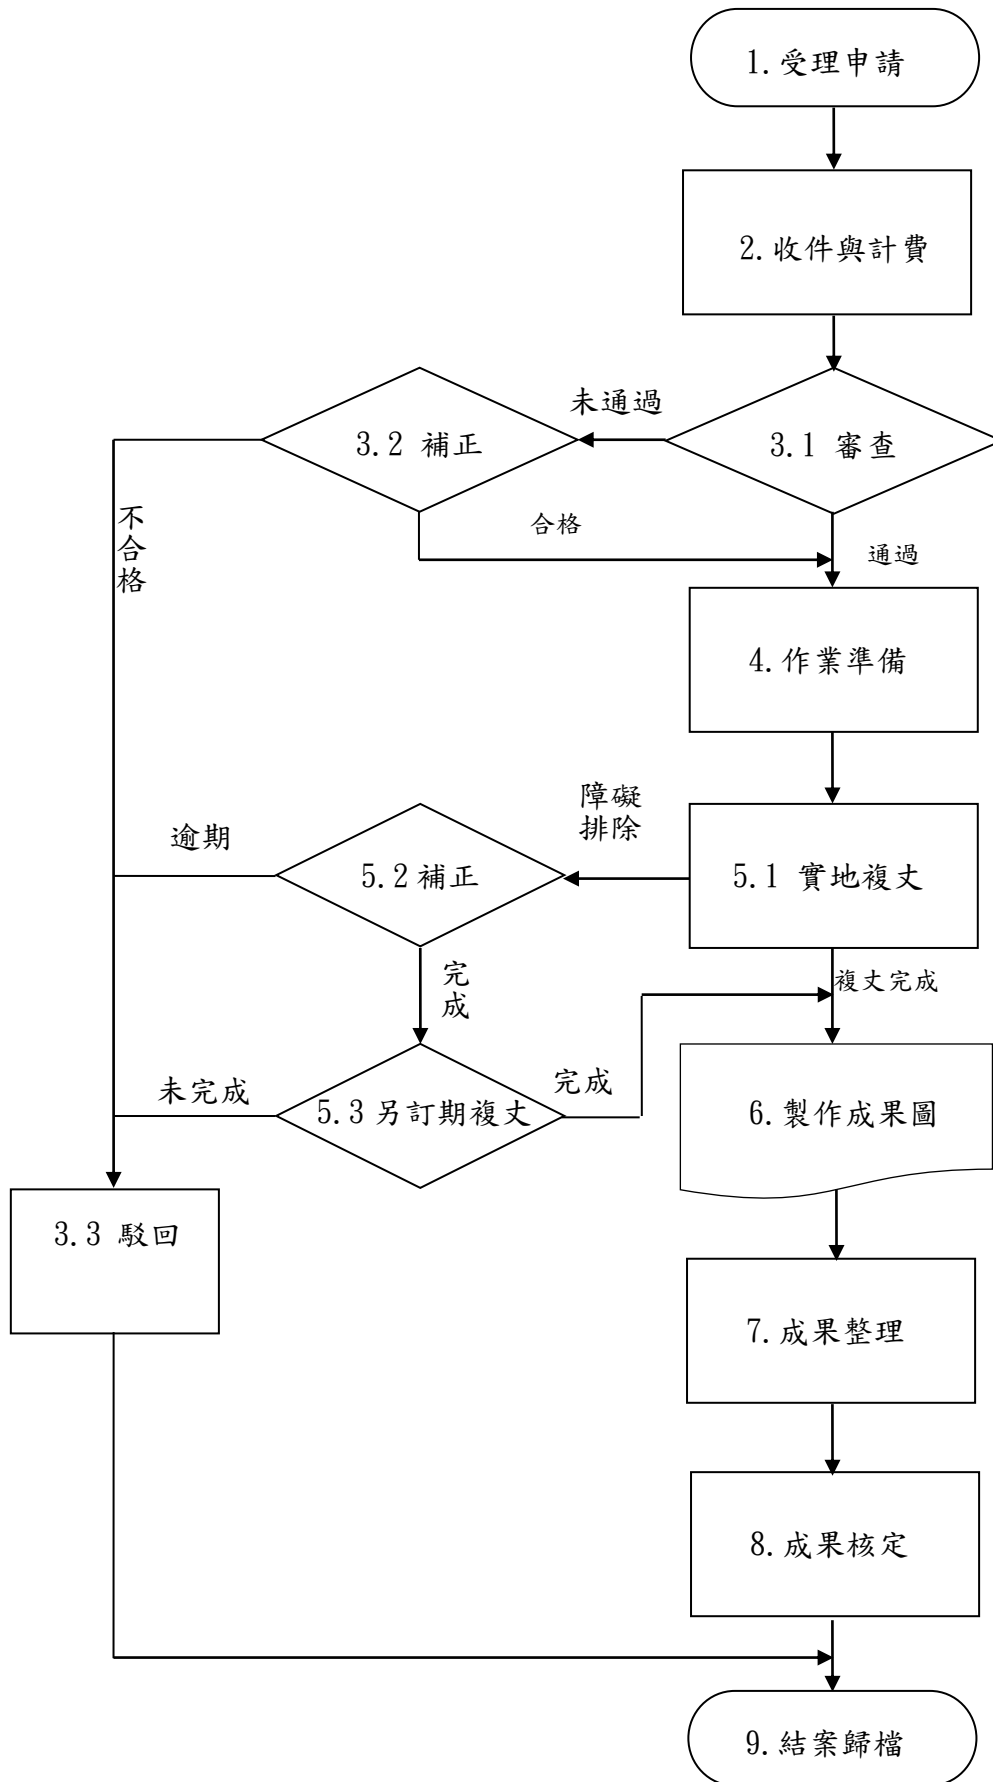 1.受理申請
2.收件與計費
未通過
3.2 補正
3.1 審查
不
合
格
合格
通過
4.作業準備
障礙
排除
逾期
5.2補正
5.1 實地複丈
完
成
複丈完成
未完成
完成
5.3另訂期複丈
6.製作成果圖
3.3 駁回
7.成果整理
8.成果核定
9.結案歸檔